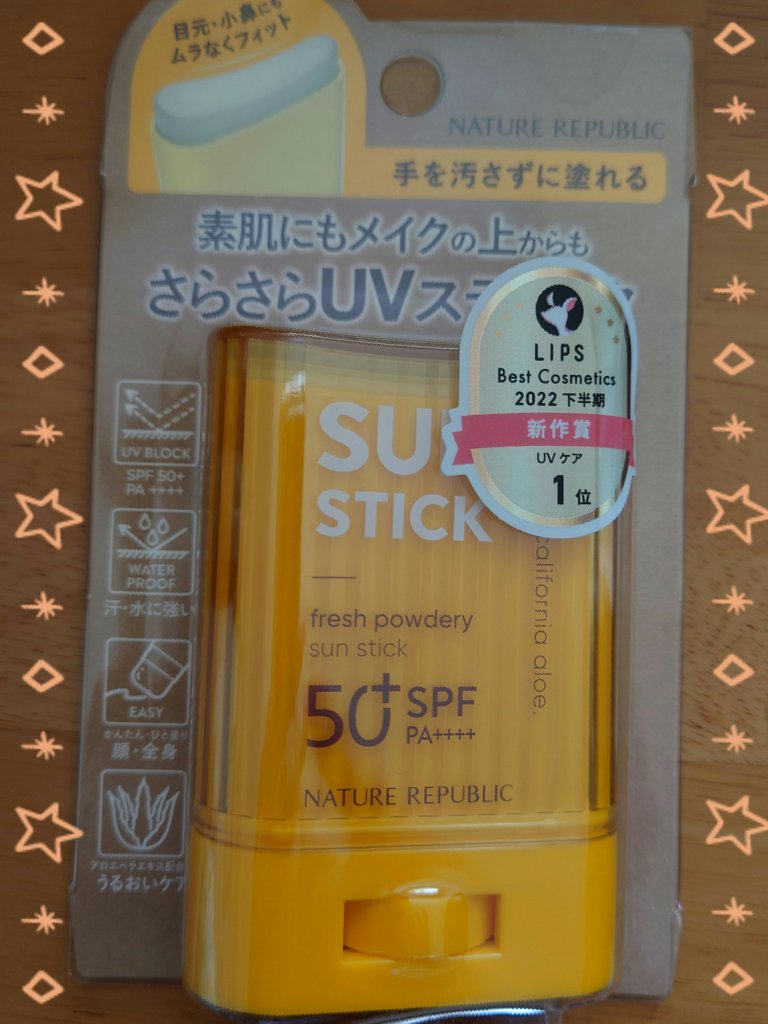 目元・小鼻にも
ムラなくフィット
NATURE REPUBLIC
手を汚さずに塗れる
素肌にもメイクの上からも
さらさらUVス
LIPS
Best Cosmetics
2022 下半期
新作賞
UV ケア
1 位
SU
STICK
california aloe.
fresh powdery
sun stick
50+ SPF
PA++++
NATURE REPUBLIC
UV BLOCK
SPF 50+
PA ++++
WATER
PROOF
汗・水に強い
EASY
かんたん・ひと塗り
顔・全身
アロエベラエキス配合
うるおいケア